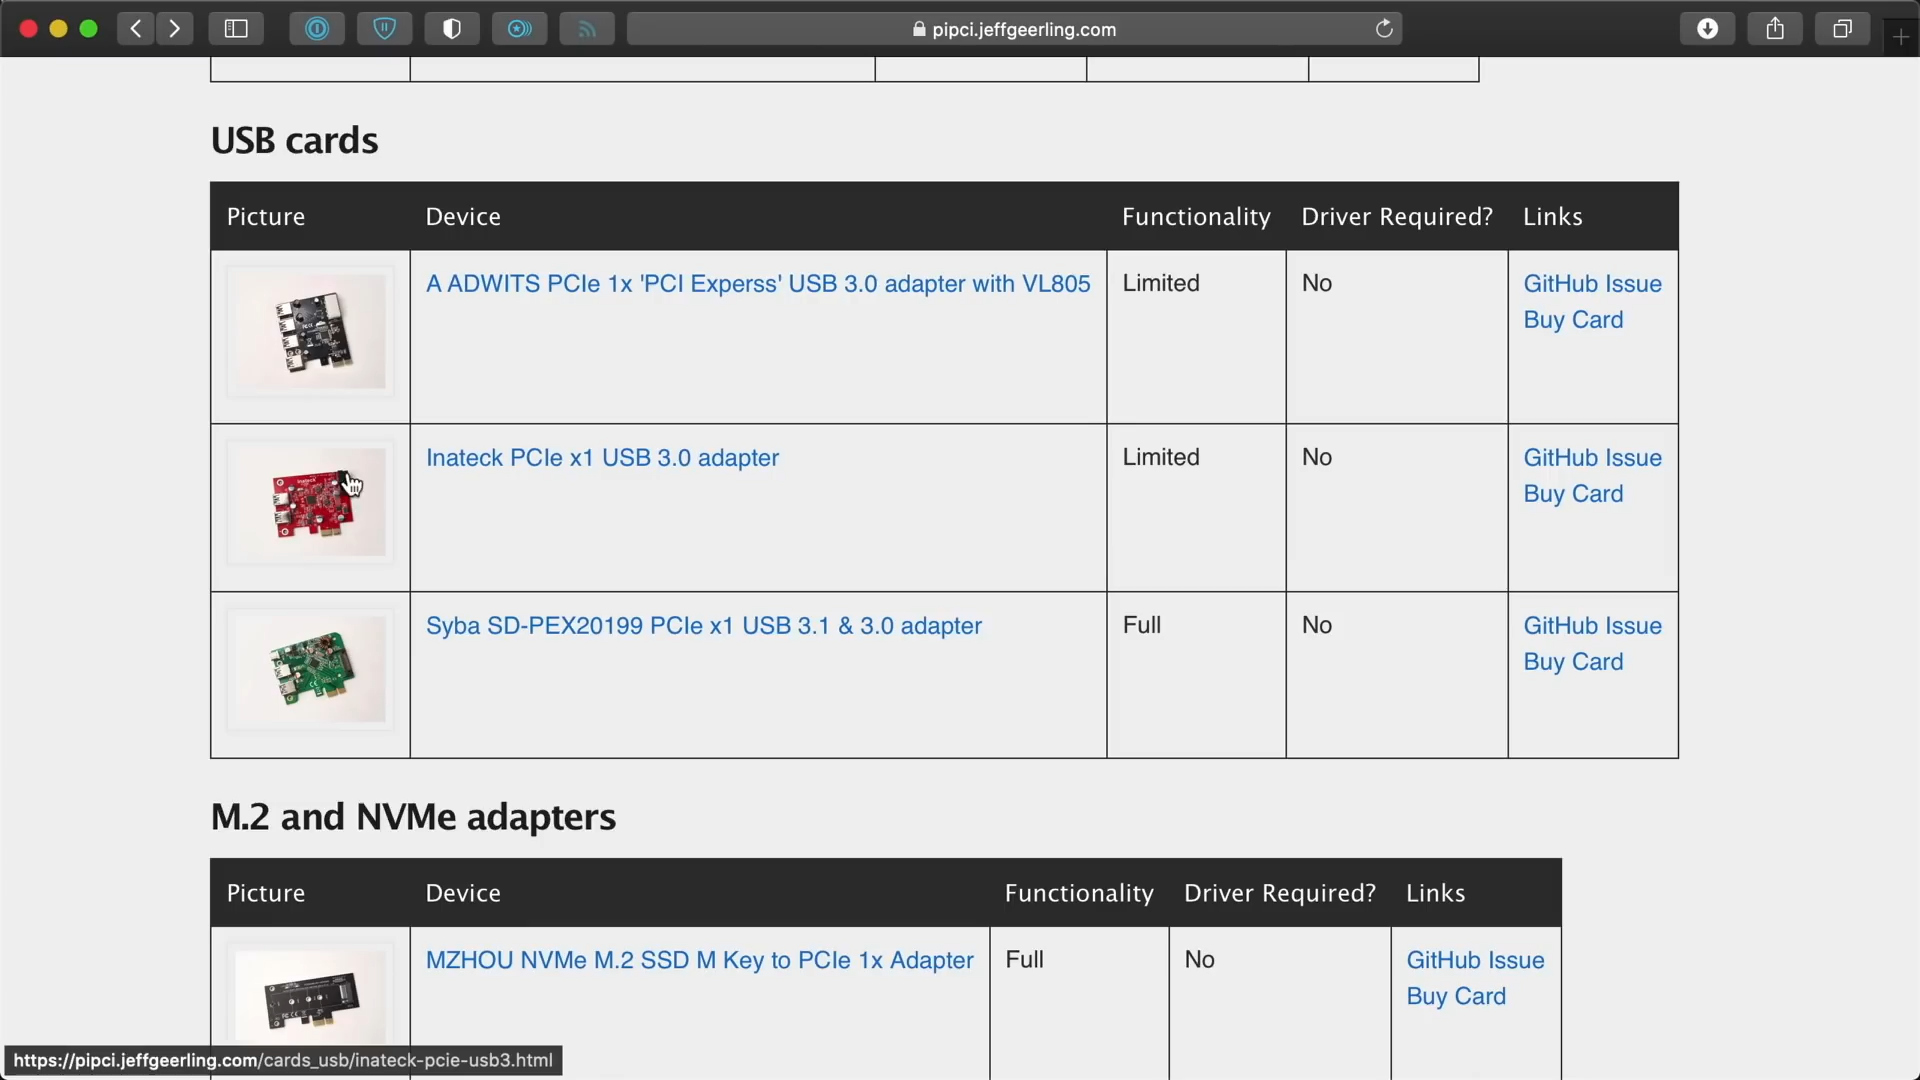 pipci.jeffgeerling.com
USB cards
Picture Device Functionality Driver Required? Links
A ADWITS PCIe 1x 'PCI Experss' USB 3.0 adapter with VL805 Limited No GitHub Issue
Buy Card
Inateck PCIe x1 USB 3.0 adapter Limited No GitHub Issue
Buy Card
Syba SD-PEX20199 PCIe x1 USB 3.1 & 3.0 adapter Full No GitHub Issue
Buy Card
M.2 and NVMe adapters
Picture Device Functionality Driver Required? Links
MZHOU NVMe M.2 SSD M Key to PCIe 1x Adapter Full No GitHub Issue
Buy Card
https://pipci.jeffgeerling.com/cards_usb/inateck-pcie-usb3.html